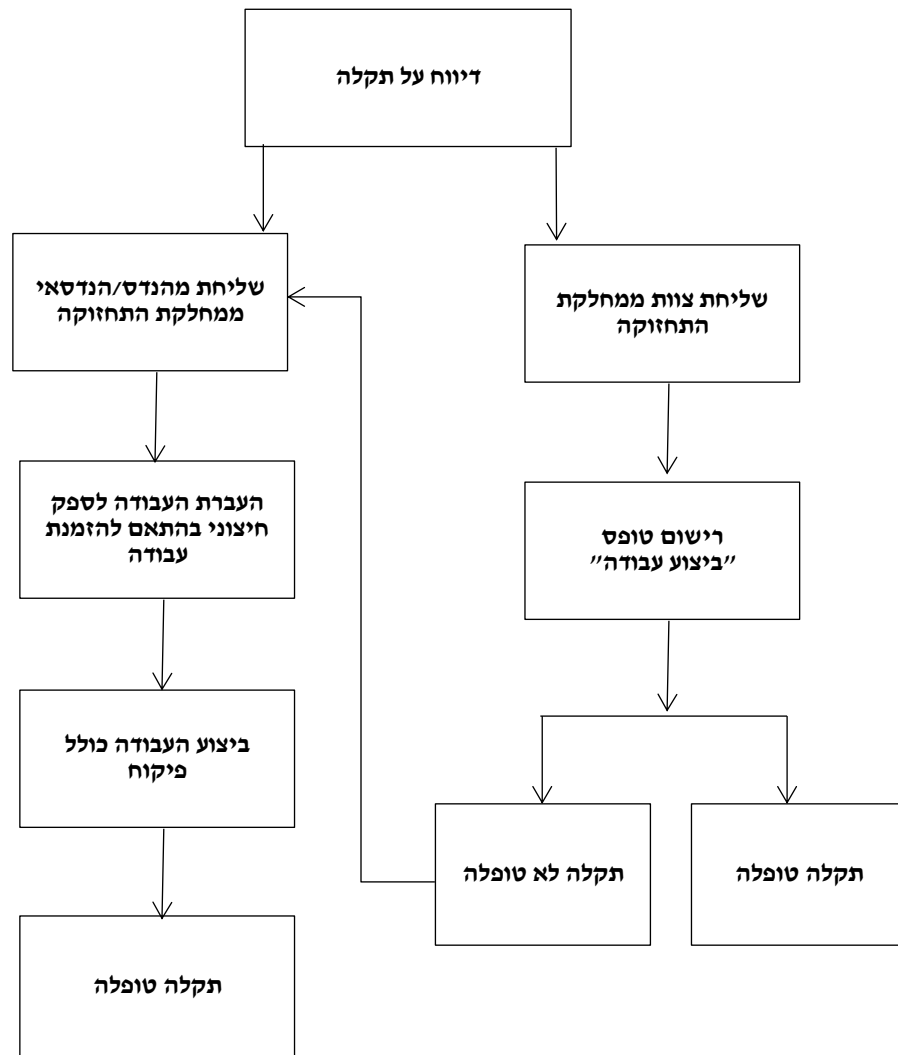 דיווח על תקלה
שליחת צוות ממחלקת
התחזוקה
שליחת מהנדס/הנדסאי
ממחלקת התחזוקה
רישום טופס
"ביצוע עבודה"
העברת העבודה לספק
חיצוני בהתאם להזמנת
עבודה
ביצוע העבודה כולל
פיקוח
תקלה טופלה
תקלה לא טופלה
תקלה טופלה